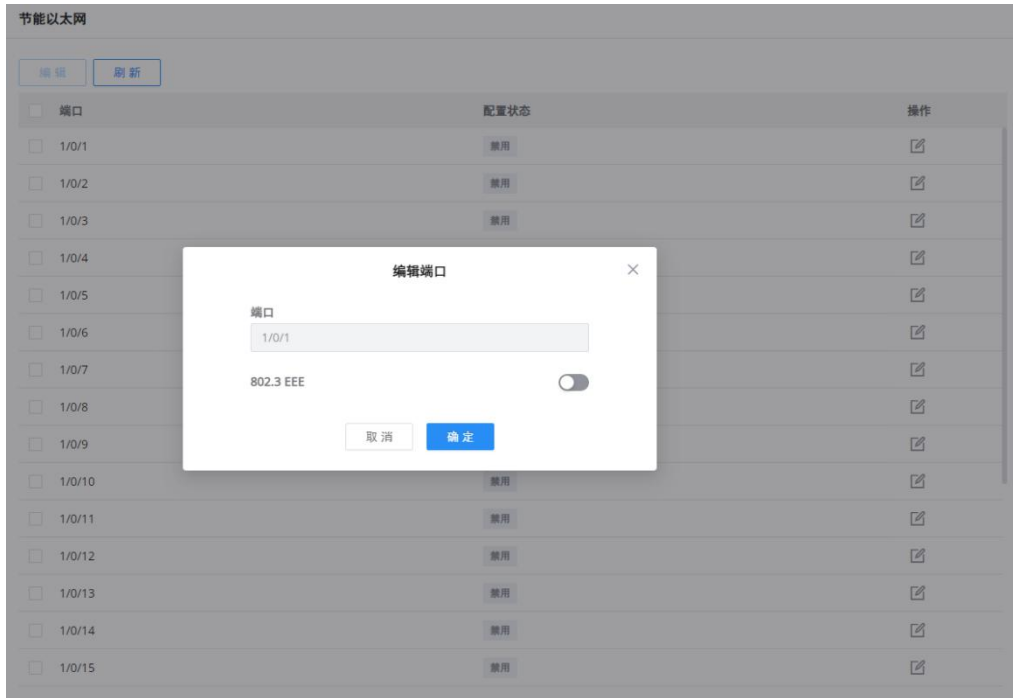 节能以太网
编辑 刷新
端口 配置状态 操作
1/0/1 禁用
1/0/2 禁用
1/0/3 禁用
1/0/4
编辑端口
1/0/5
端口
1/0/6
1/0/1
1/0/7
802.3 EEE
1/0/8
1/0/9
取消 确定
1/0/10 禁用
1/0/11 禁用
1/0/12 禁用
1/0/13 禁用
1/0/14 禁用
1/0/15 禁用